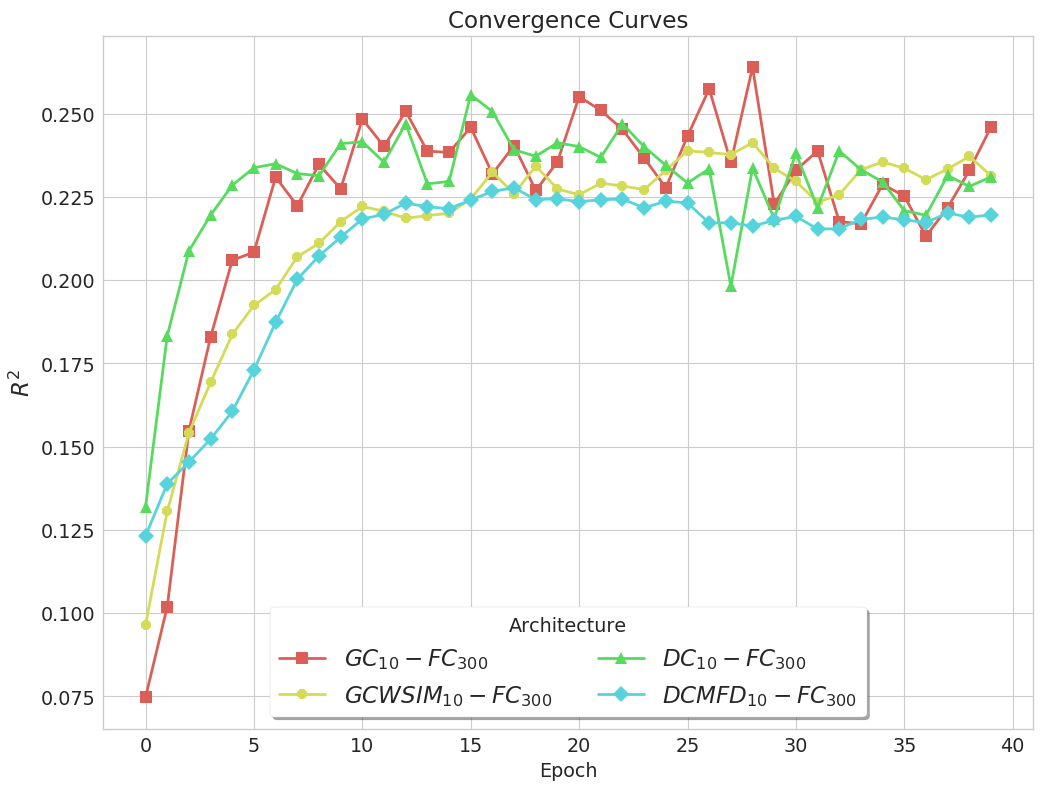 Convergence Curves
0.250
0.225
0.200
0.175
0.150
0.125
0.100
0.075
R²
Architecture
GC₁₀ − FC₃₀₀
DC₁₀ − FC₃₀₀
GCWSIM₁₀ − FC₃₀₀
DCMFD₁₀ − FC₃₀₀
0 5 10 15 20 25 30 35 40
Epoch